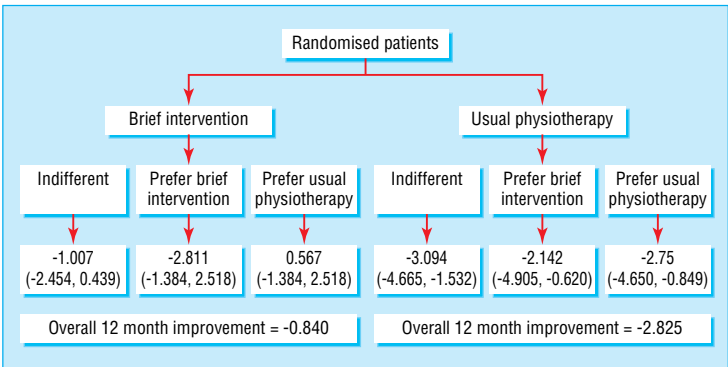 Randomised patients
Brief intervention
Usual physiotherapy
Indifferent
Prefer brief
intervention
Prefer usual
physiotherapy
Indifferent
Prefer brief
intervention
Prefer usual
physiotherapy
-1.007
(-2.454, 0.439)
-2.811
(-1.384, 2.518)
0.567
(-1.384, 2.518)
-3.094
(-4.665, -1.532)
-2.142
(-4.905, -0.620)
-2.75
(-4.650, -0.849)
Overall 12 month improvement = -0.840
Overall 12 month improvement = -2.825